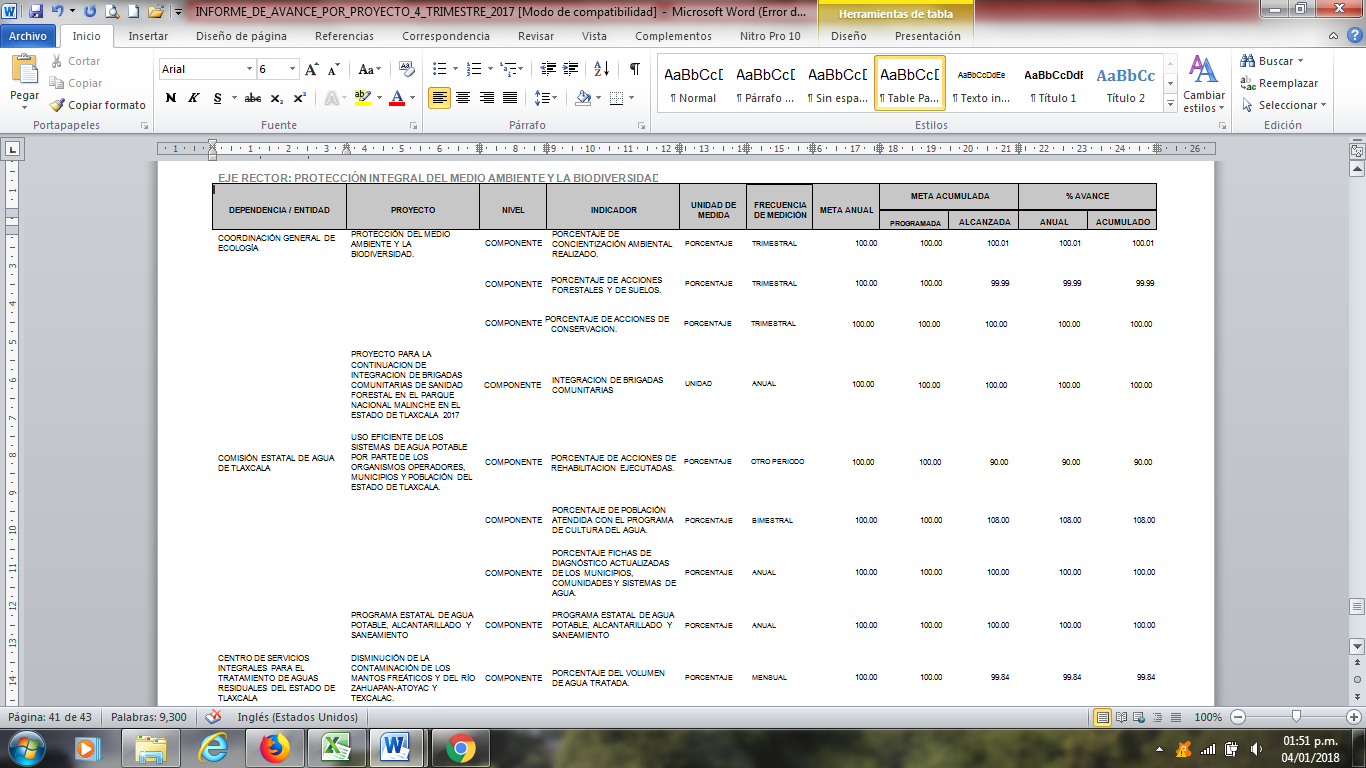 INFORME_DE_AVANCE_POR_PROYECTO_4_TRIMESTRE_2017 [Modo de compatibilidad] - Microsoft Word (Error d...
Herramientas de tabla
Archivo Inicio Insertar Diseño de página Referencias Correspondencia Revisar Vista Complementos Nitro Pro 10 Diseño Presentación
Pegar
Cortar
Copiar
Copiar formato
Portapapeles
Arial 6
N K S abc x₂ x²
Fuente
Párrafo
AaBbCcI AaBbCcI AaBbCcI AaBbCcI AaBbCcDdEe AaBbCcDdE AaBbCc
¶ Normal ¶ Párrafo ... ¶ Sin espa... ¶ Table Pa... ¶ Texto in... ¶ Título 1 Título 2
Cambiar
estilos
Estilos
Buscar
Reemplazar
Seleccionar
Edición
EJE RECTOR: PROTECCIÓN INTEGRAL DEL MEDIO AMBIENTE Y LA BIODIVERSIDAD
DEPENDENCIA / ENTIDAD PROYECTO NIVEL INDICADOR
UNIDAD DE
MEDIDA
FRECUENCIA
DE MEDICIÓN
META ANUAL
META ACUMULADA
PROGRAMADA ALCANZADA
% AVANCE
ANUAL ACUMULADO
COORDINACIÓN GENERAL DE
ECOLOGÍA
PROTECCIÓN DEL MEDIO
AMBIENTE Y LA
BIODIVERSIDAD.
COMPONENTE
PORCENTAJE DE
CONCIENTIZACIÓN AMBIENTAL
REALIZADO.
PORCENTAJE TRIMESTRAL 100.00 100.00 100.01 100.01 100.01
COMPONENTE
PORCENTAJE DE ACCIONES
FORESTALES Y DE SUELOS.
PORCENTAJE TRIMESTRAL 100.00 100.00 99.99 99.99 99.99
COMPONENTE
PORCENTAJE DE ACCIONES DE
CONSERVACION.
PORCENTAJE TRIMESTRAL 100.00 100.00 100.00 100.00 100.00
PROYECTO PARA LA
CONTINUACION DE
INTEGRACION DE BRIGADAS
COMUNITARIAS DE SANIDAD
FORESTAL EN EL PARQUE
NACIONAL MALINCHE EN EL
ESTADO DE TLAXCALA 2017
COMPONENTE
INTEGRACION DE BRIGADAS
COMUNITARIAS
UNIDAD ANUAL 100.00 100.00 100.00 100.00 100.00
COMISIÓN ESTATAL DE AGUA
DE TLAXCALA
USO EFICIENTE DE LOS
SISTEMAS DE AGUA POTABLE
POR PARTE DE LOS
ORGANISMOS OPERADORES,
MUNICIPIOS Y POBLACIÓN DEL
ESTADO DE TLAXCALA.
COMPONENTE
PORCENTAJE DE ACCIONES DE
REHABILITACION EJECUTADAS.
PORCENTAJE OTRO PERIODO 100.00 100.00 90.00 90.00 90.00
COMPONENTE
PORCENTAJE DE POBLACIÓN
ATENDIDA CON EL PROGRAMA
DE CULTURA DEL AGUA.
PORCENTAJE BIMESTRAL 100.00 100.00 108.00 108.00 108.00
COMPONENTE
PORCENTAJE FICHAS DE
DIAGNÓSTICO ACTUALIZADAS
DE LOS MUNICIPIOS,
COMUNIDADES Y SISTEMAS DE
AGUA.
PORCENTAJE ANUAL 100.00 100.00 100.00 100.00 100.00
PROGRAMA ESTATAL DE AGUA
POTABLE, ALCANTARILLADO Y
SANEAMIENTO
COMPONENTE
PROGRAMA ESTATAL DE AGUA
POTABLE, ALCANTARILLADO Y
SANEAMIENTO
PORCENTAJE ANUAL 100.00 100.00 100.00 100.00 100.00
CENTRO DE SERVICIOS
INTEGRALES PARA EL
TRATAMIENTO DE AGUAS
RESIDUALES DEL ESTADO DE
TLAXCALA
DISMINUCIÓN DE LA
CONTAMINACIÓN DE LOS
MANTOS FREÁTICOS Y DEL RÍO
ZAHUAPAN-ATOYAC Y
TEXCALAC.
COMPONENTE
PORCENTAJE DEL VOLUMEN
DE AGUA TRATADA.
PORCENTAJE MENSUAL 100.00 100.00 99.84 99.84 99.84
Página: 41 de 43 Palabras: 9,300 Inglés (Estados Unidos) 100%
01:51 p.m.
04/01/2018